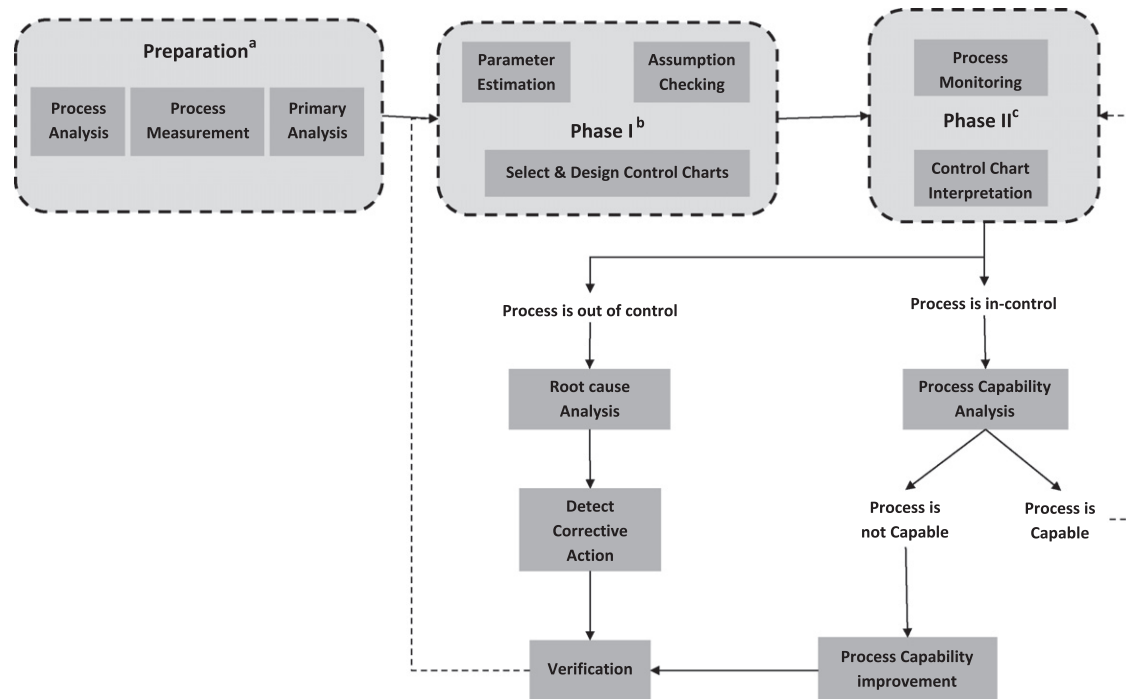 Preparationa
Process
Analysis
Process
Measurement
Primary
Analysis
Parameter
Estimation
Assumption
Checking
Phase I b
Select & Design Control Charts
Process
Monitoring
Phase IIc
Control Chart
Interpretation
Process is out of control
Process is in-control
Root cause
Analysis
Process Capability
Analysis
Detect
Corrective
Action
Process is
not Capable
Process is
Capable
Verification
Process Capability
improvement